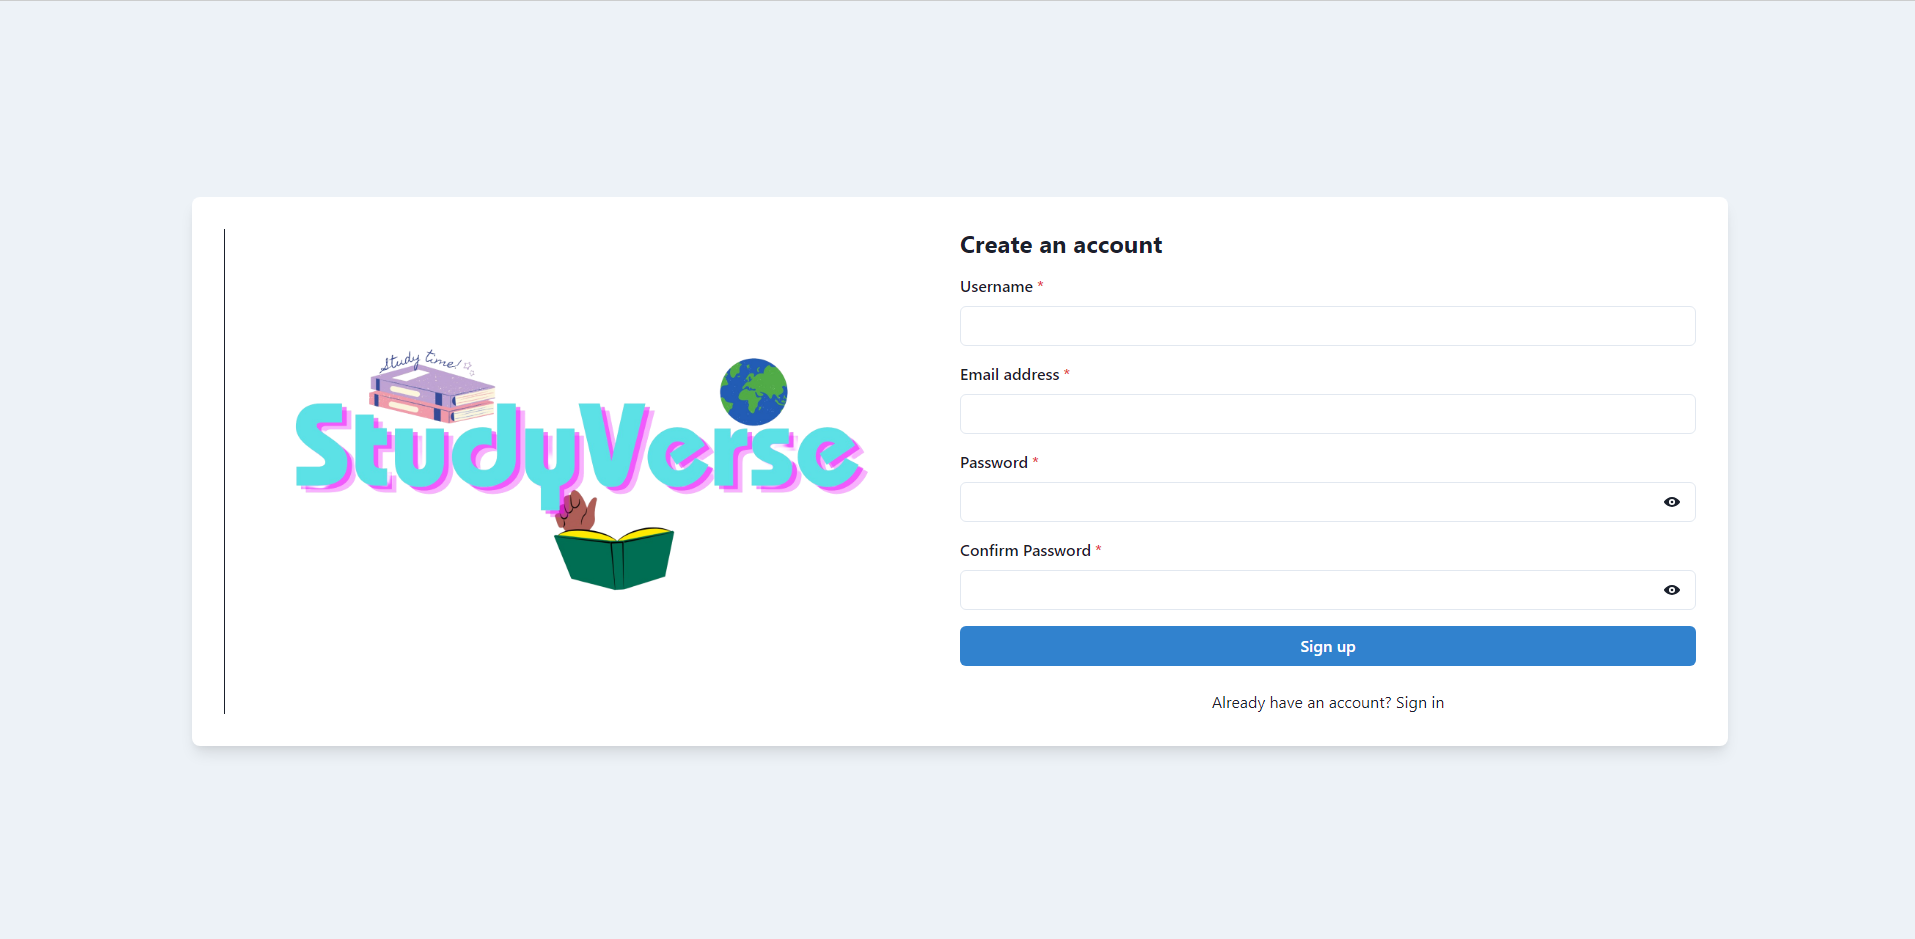 Study time!
StudyVerse
Create an account
Username *
Email address *
Password *
Confirm Password *
Sign up
Already have an account? Sign in